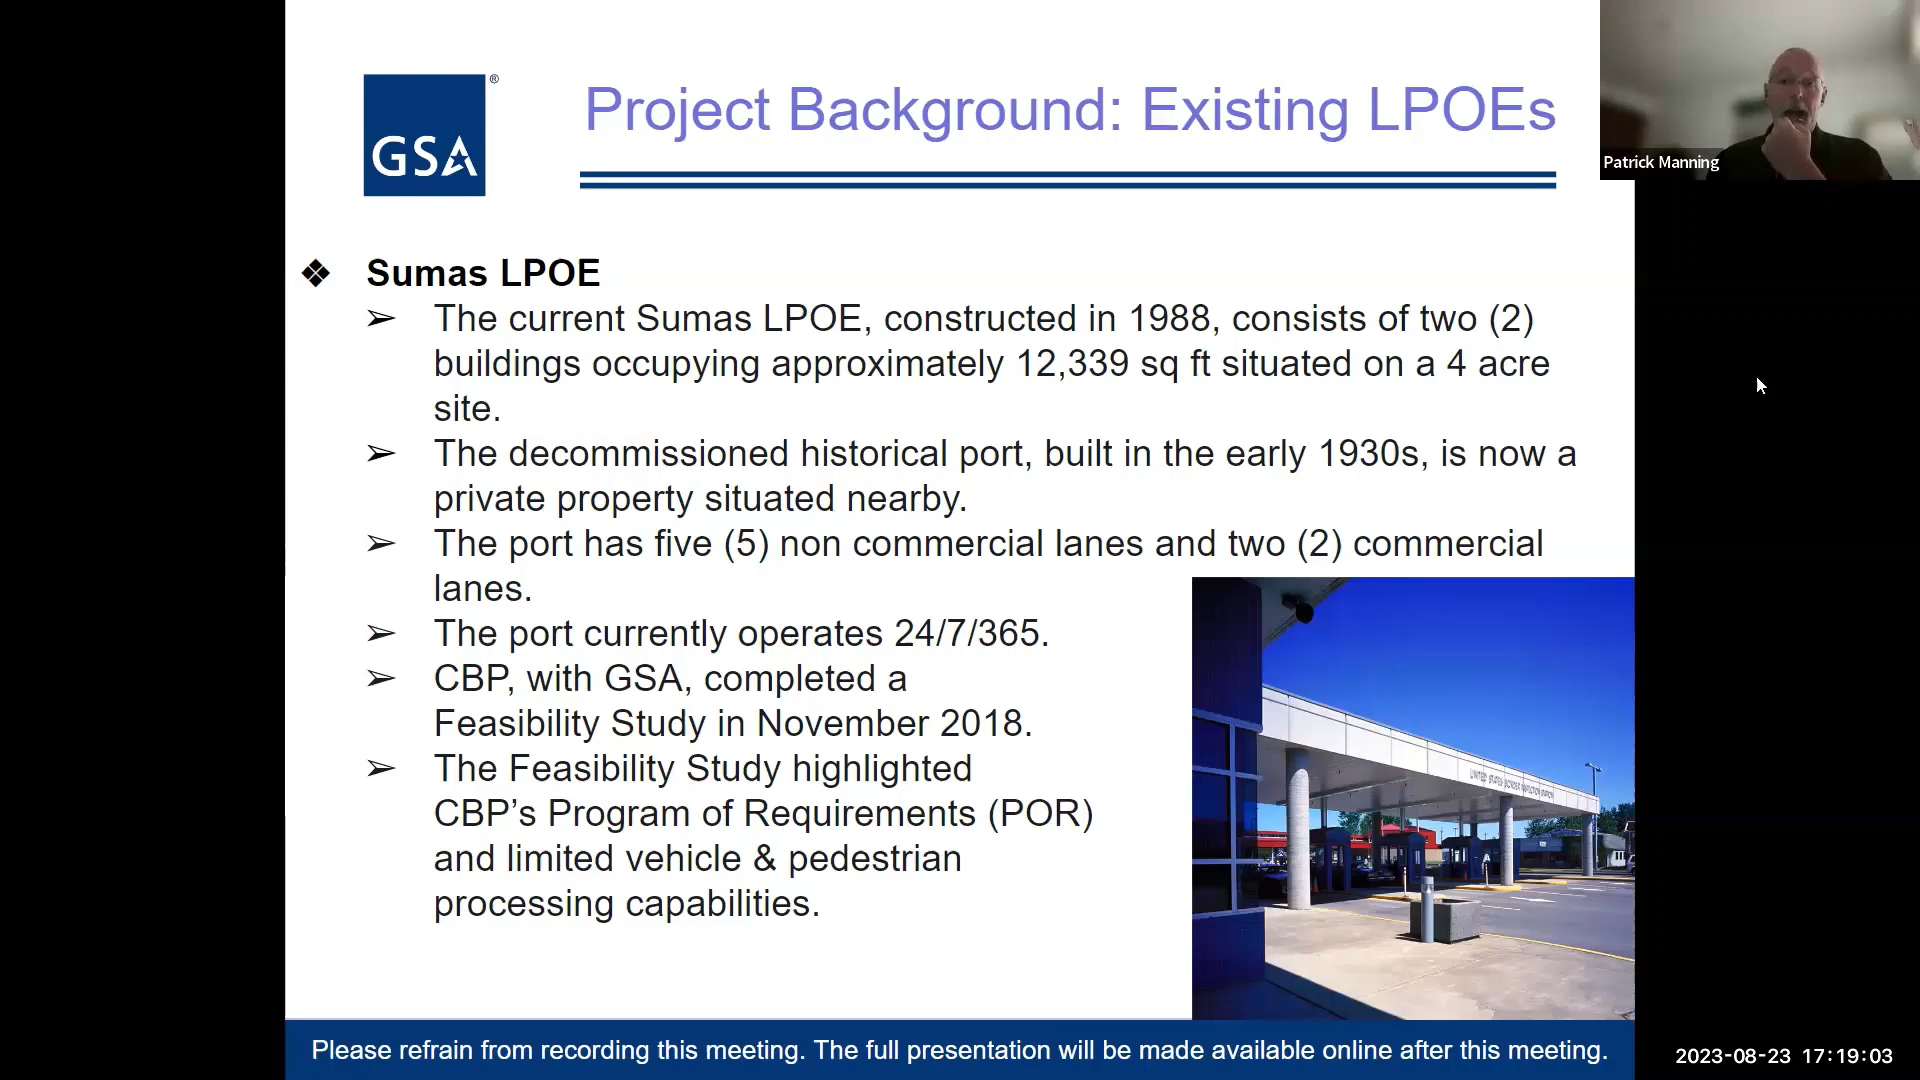 GSA
®
Project Background: Existing LPOEs
Patrick Manning
❖ Sumas LPOE
➢ The current Sumas LPOE, constructed in 1988, consists of two (2)
buildings occupying approximately 12,339 sq ft situated on a 4 acre
site.
➢ The decommissioned historical port, built in the early 1930s, is now a
private property situated nearby.
➢ The port has five (5) non commercial lanes and two (2) commercial
lanes.
➢ The port currently operates 24/7/365.
➢ CBP, with GSA, completed a
Feasibility Study in November 2018.
➢ The Feasibility Study highlighted
CBP’s Program of Requirements (POR)
and limited vehicle & pedestrian
processing capabilities.
UNITED STATES BORDER INSPECTION STATION
Please refrain from recording this meeting. The full presentation will be made available online after this meeting.
2023-08-23 17:19:03